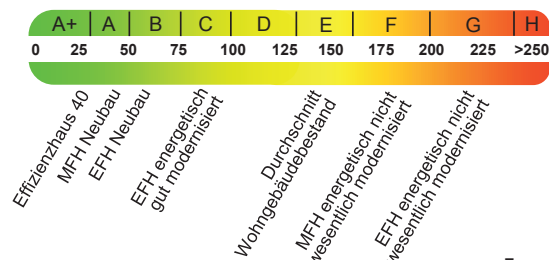 A+ A B C D E F G H
0 25 50 75 100 125 150 175 200 225 >250
Effizienzhaus 40
MFH Neubau
EFH Neubau
EFH energetisch
gut modernisiert
Durchschnitt
Wohngebäudebestand
MFH energetisch nicht
wesentlich modernisiert
EFH energetisch nicht
wesentlich modernisiert